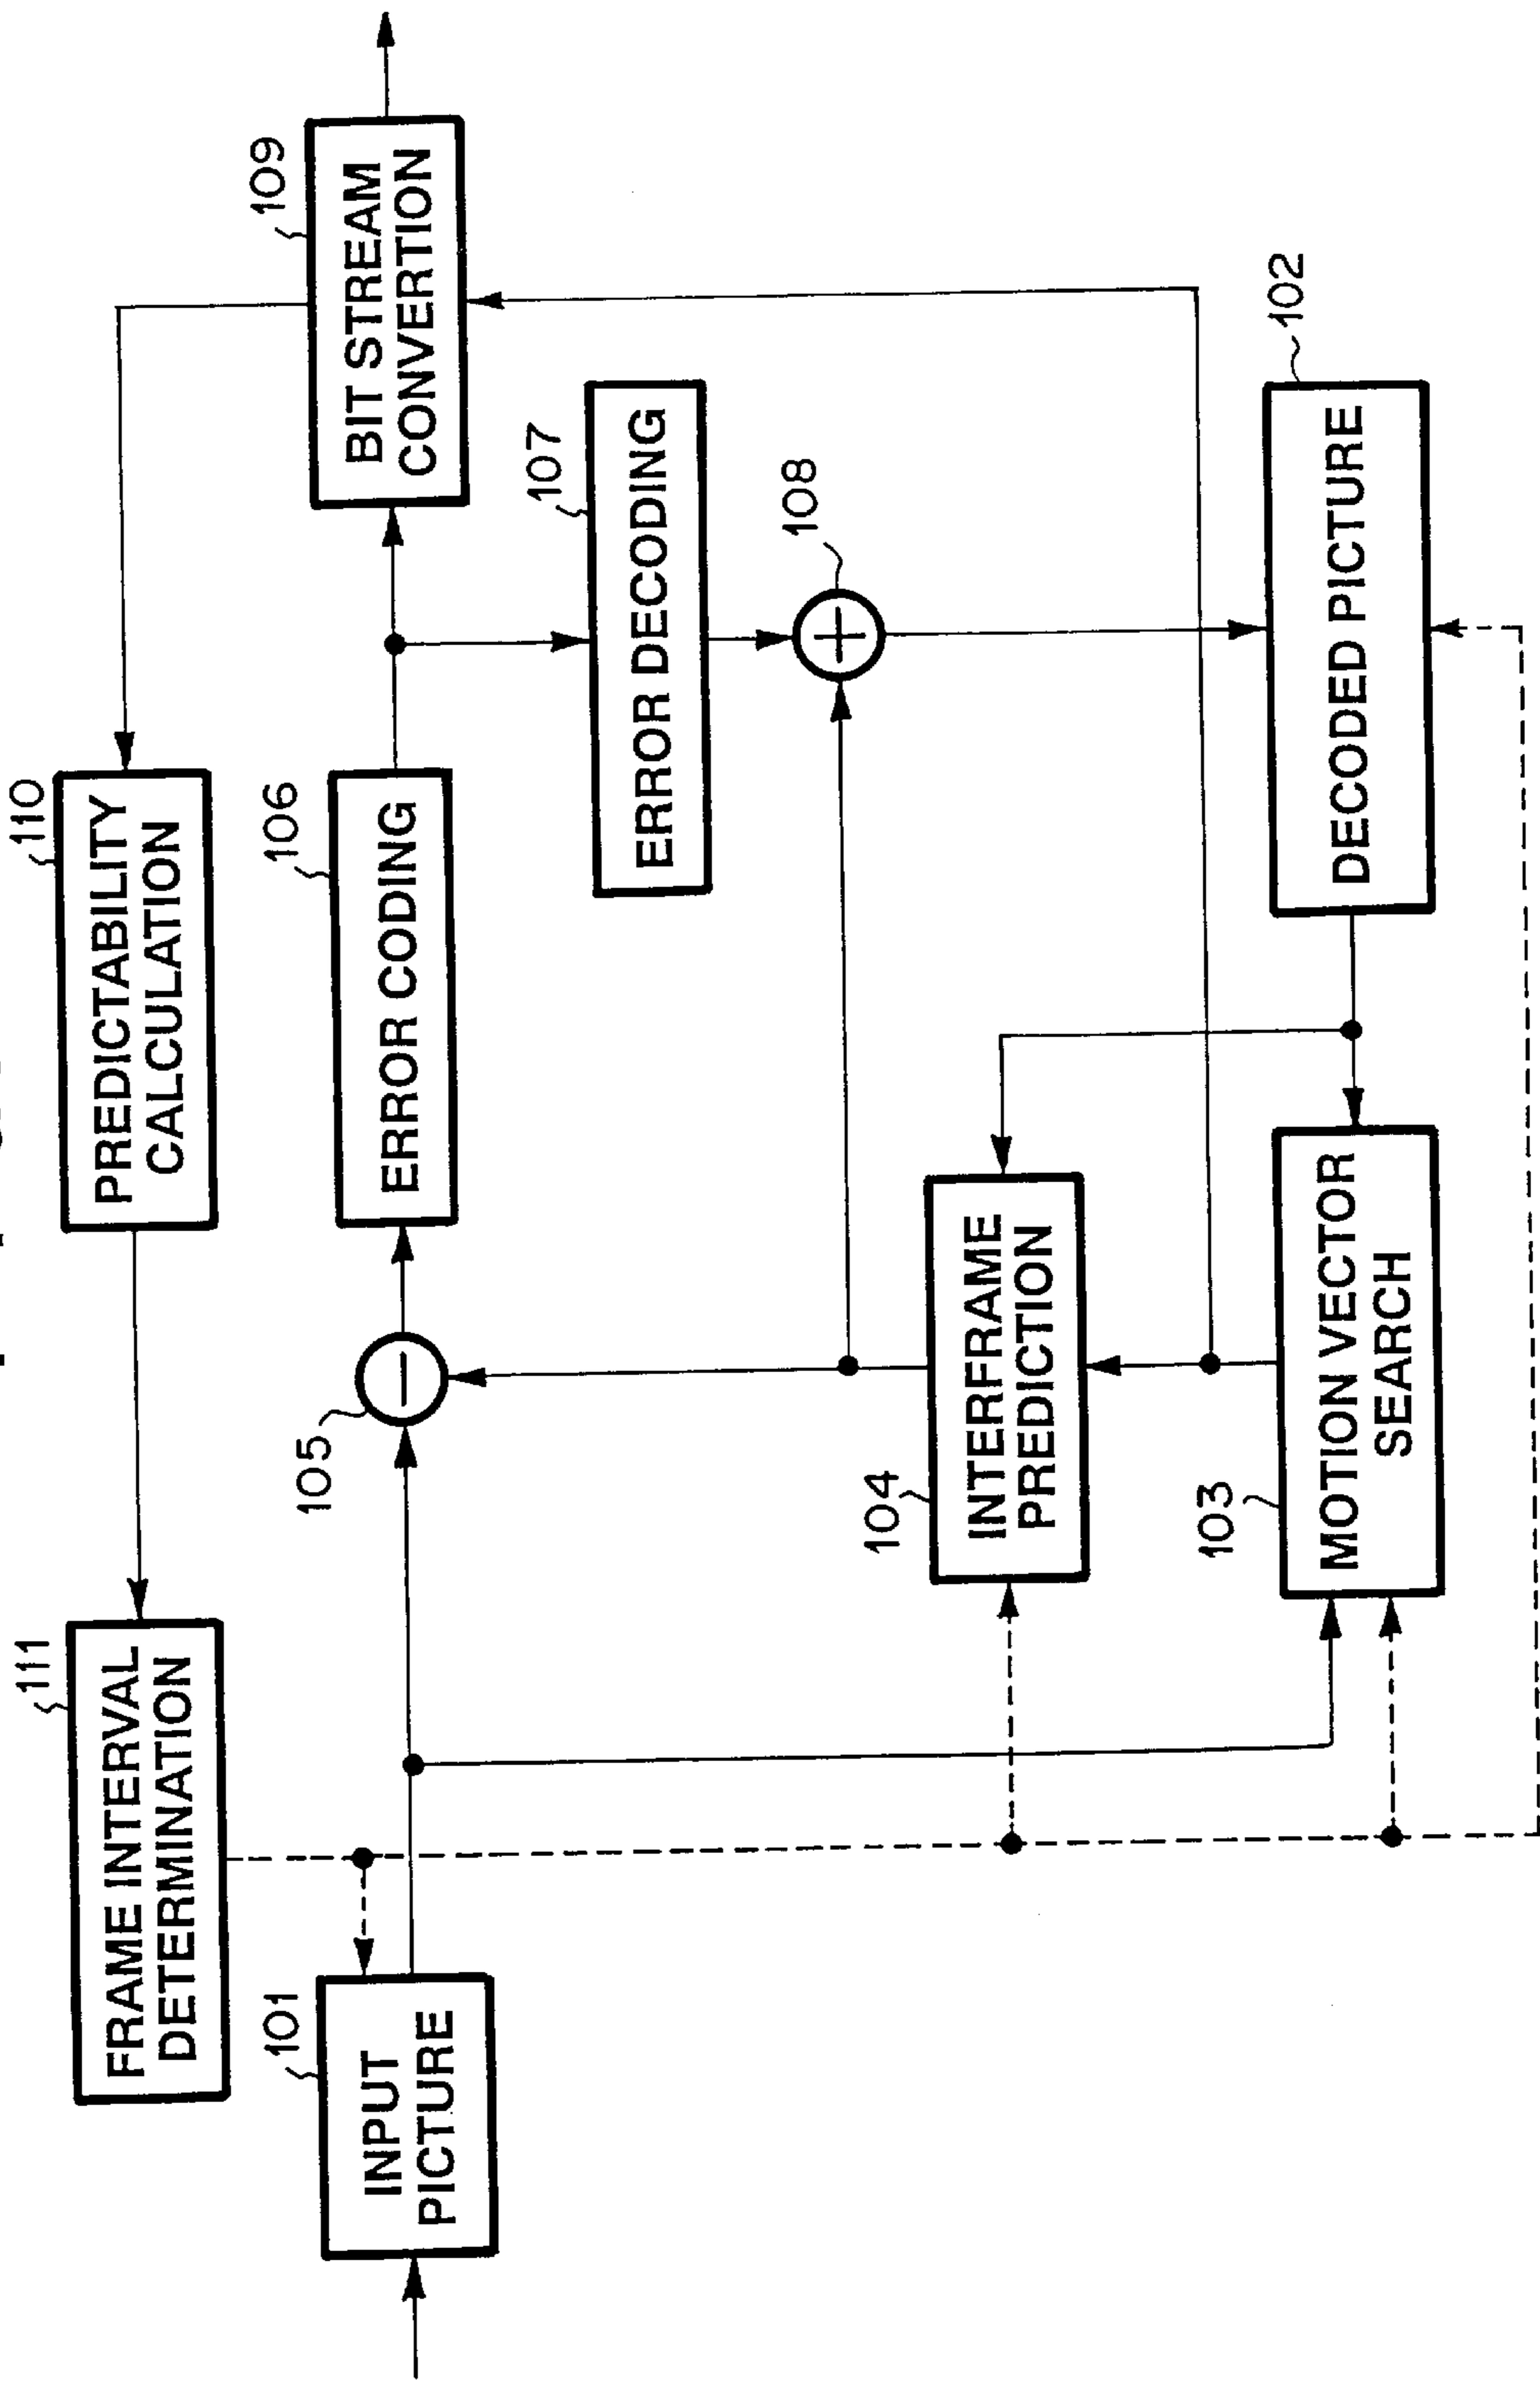 111
FRAME INTERVAL
DETERMINATION
110
PREDICTABILITY
CALCULATION
101
INPUT
PICTURE
105
106
ERROR CODING
109
BIT STREAM
CONVERTION
107
ERROR DECODING
108
104
INTERFRAME
PREDICTION
103
MOTION VECTOR
SEARCH
102
DECODED PICTURE